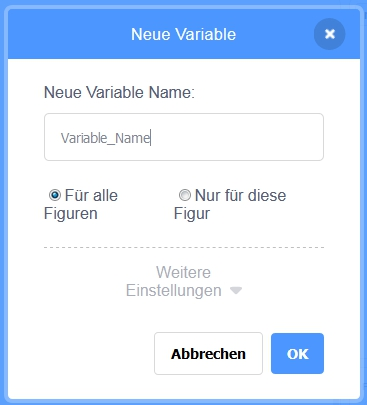 Neue Variable
Neue Variable Name:
Variable_Name
Für alle Figuren
Nur für diese Figur
Weitere
Einstellungen
Abbrechen
OK